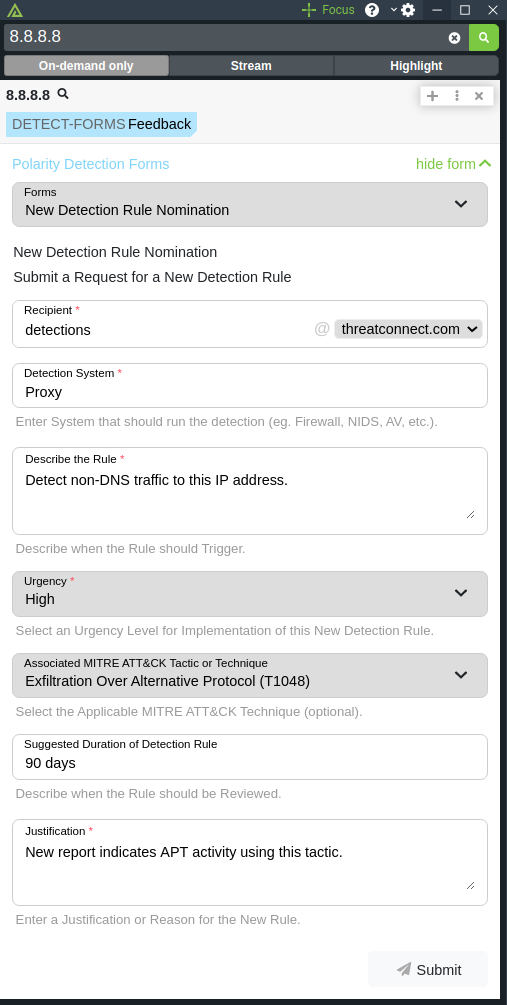 Focus
8.8.8.8
On-demand only Stream Highlight
8.8.8.8
DETECT-FORMS Feedback
Polarity Detection Forms hide form
Forms
New Detection Rule Nomination
New Detection Rule Nomination
Submit a Request for a New Detection Rule
Recipient *
detections @ threatconnect.com
Detection System *
Proxy
Enter System that should run the detection (eg. Firewall, NIDS, AV, etc.).
Describe the Rule *
Detect non-DNS traffic to this IP address.
Describe when the Rule should Trigger.
Urgency *
High
Select an Urgency Level for Implementation of this New Detection Rule.
Associated MITRE ATT&CK Tactic or Technique
Exfiltration Over Alternative Protocol (T1048)
Select the Applicable MITRE ATT&CK Technique (optional).
Suggested Duration of Detection Rule
90 days
Describe when the Rule should be Reviewed.
Justification *
New report indicates APT activity using this tactic.
Enter a Justification or Reason for the New Rule.
Submit